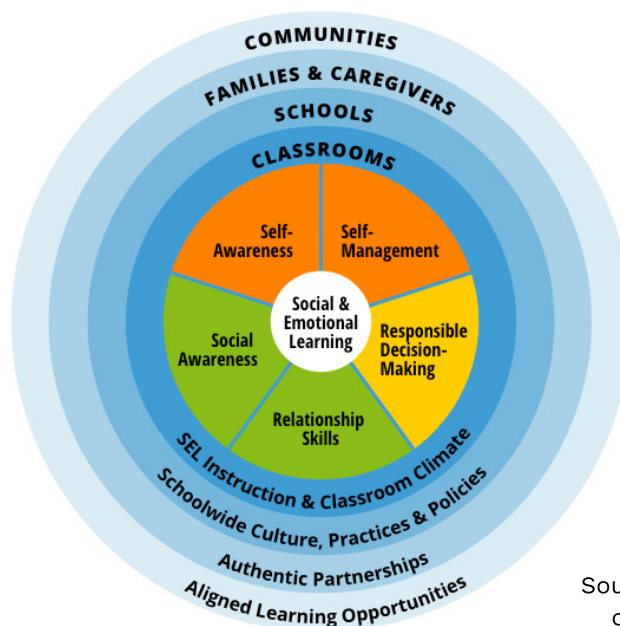 COMMUNITIES
FAMILIES & CAREGIVERS
SCHOOLS
CLASSROOMS
Self-
Awareness
Self-
Management
Social &
Emotional
Learning
Social
Awareness
Responsible
Decision-
Making
Relationship
Skills
SEL Instruction & Classroom Climate
Schoolwide Culture, Practices & Policies
Authentic Partnerships
Aligned Learning Opportunities